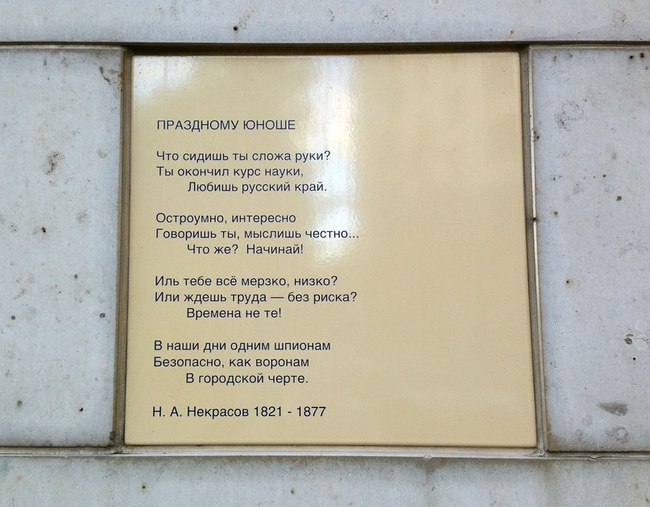 ПРАЗДНОМУ ЮНОШЕ
Что сидишь ты сложа руки?
Ты окончил курс науки,
Любишь русский край.
Остроумно, интересно
Говоришь ты, мыслишь честно...
Что же? Начинай!
Иль тебе всё мерзко, низко?
Или ждешь труда — без риска?
Времена не те!
В наши дни одним шпионам
Безопасно, как воронам
В городской черте.
Н. А. Некрасов 1821 - 1877